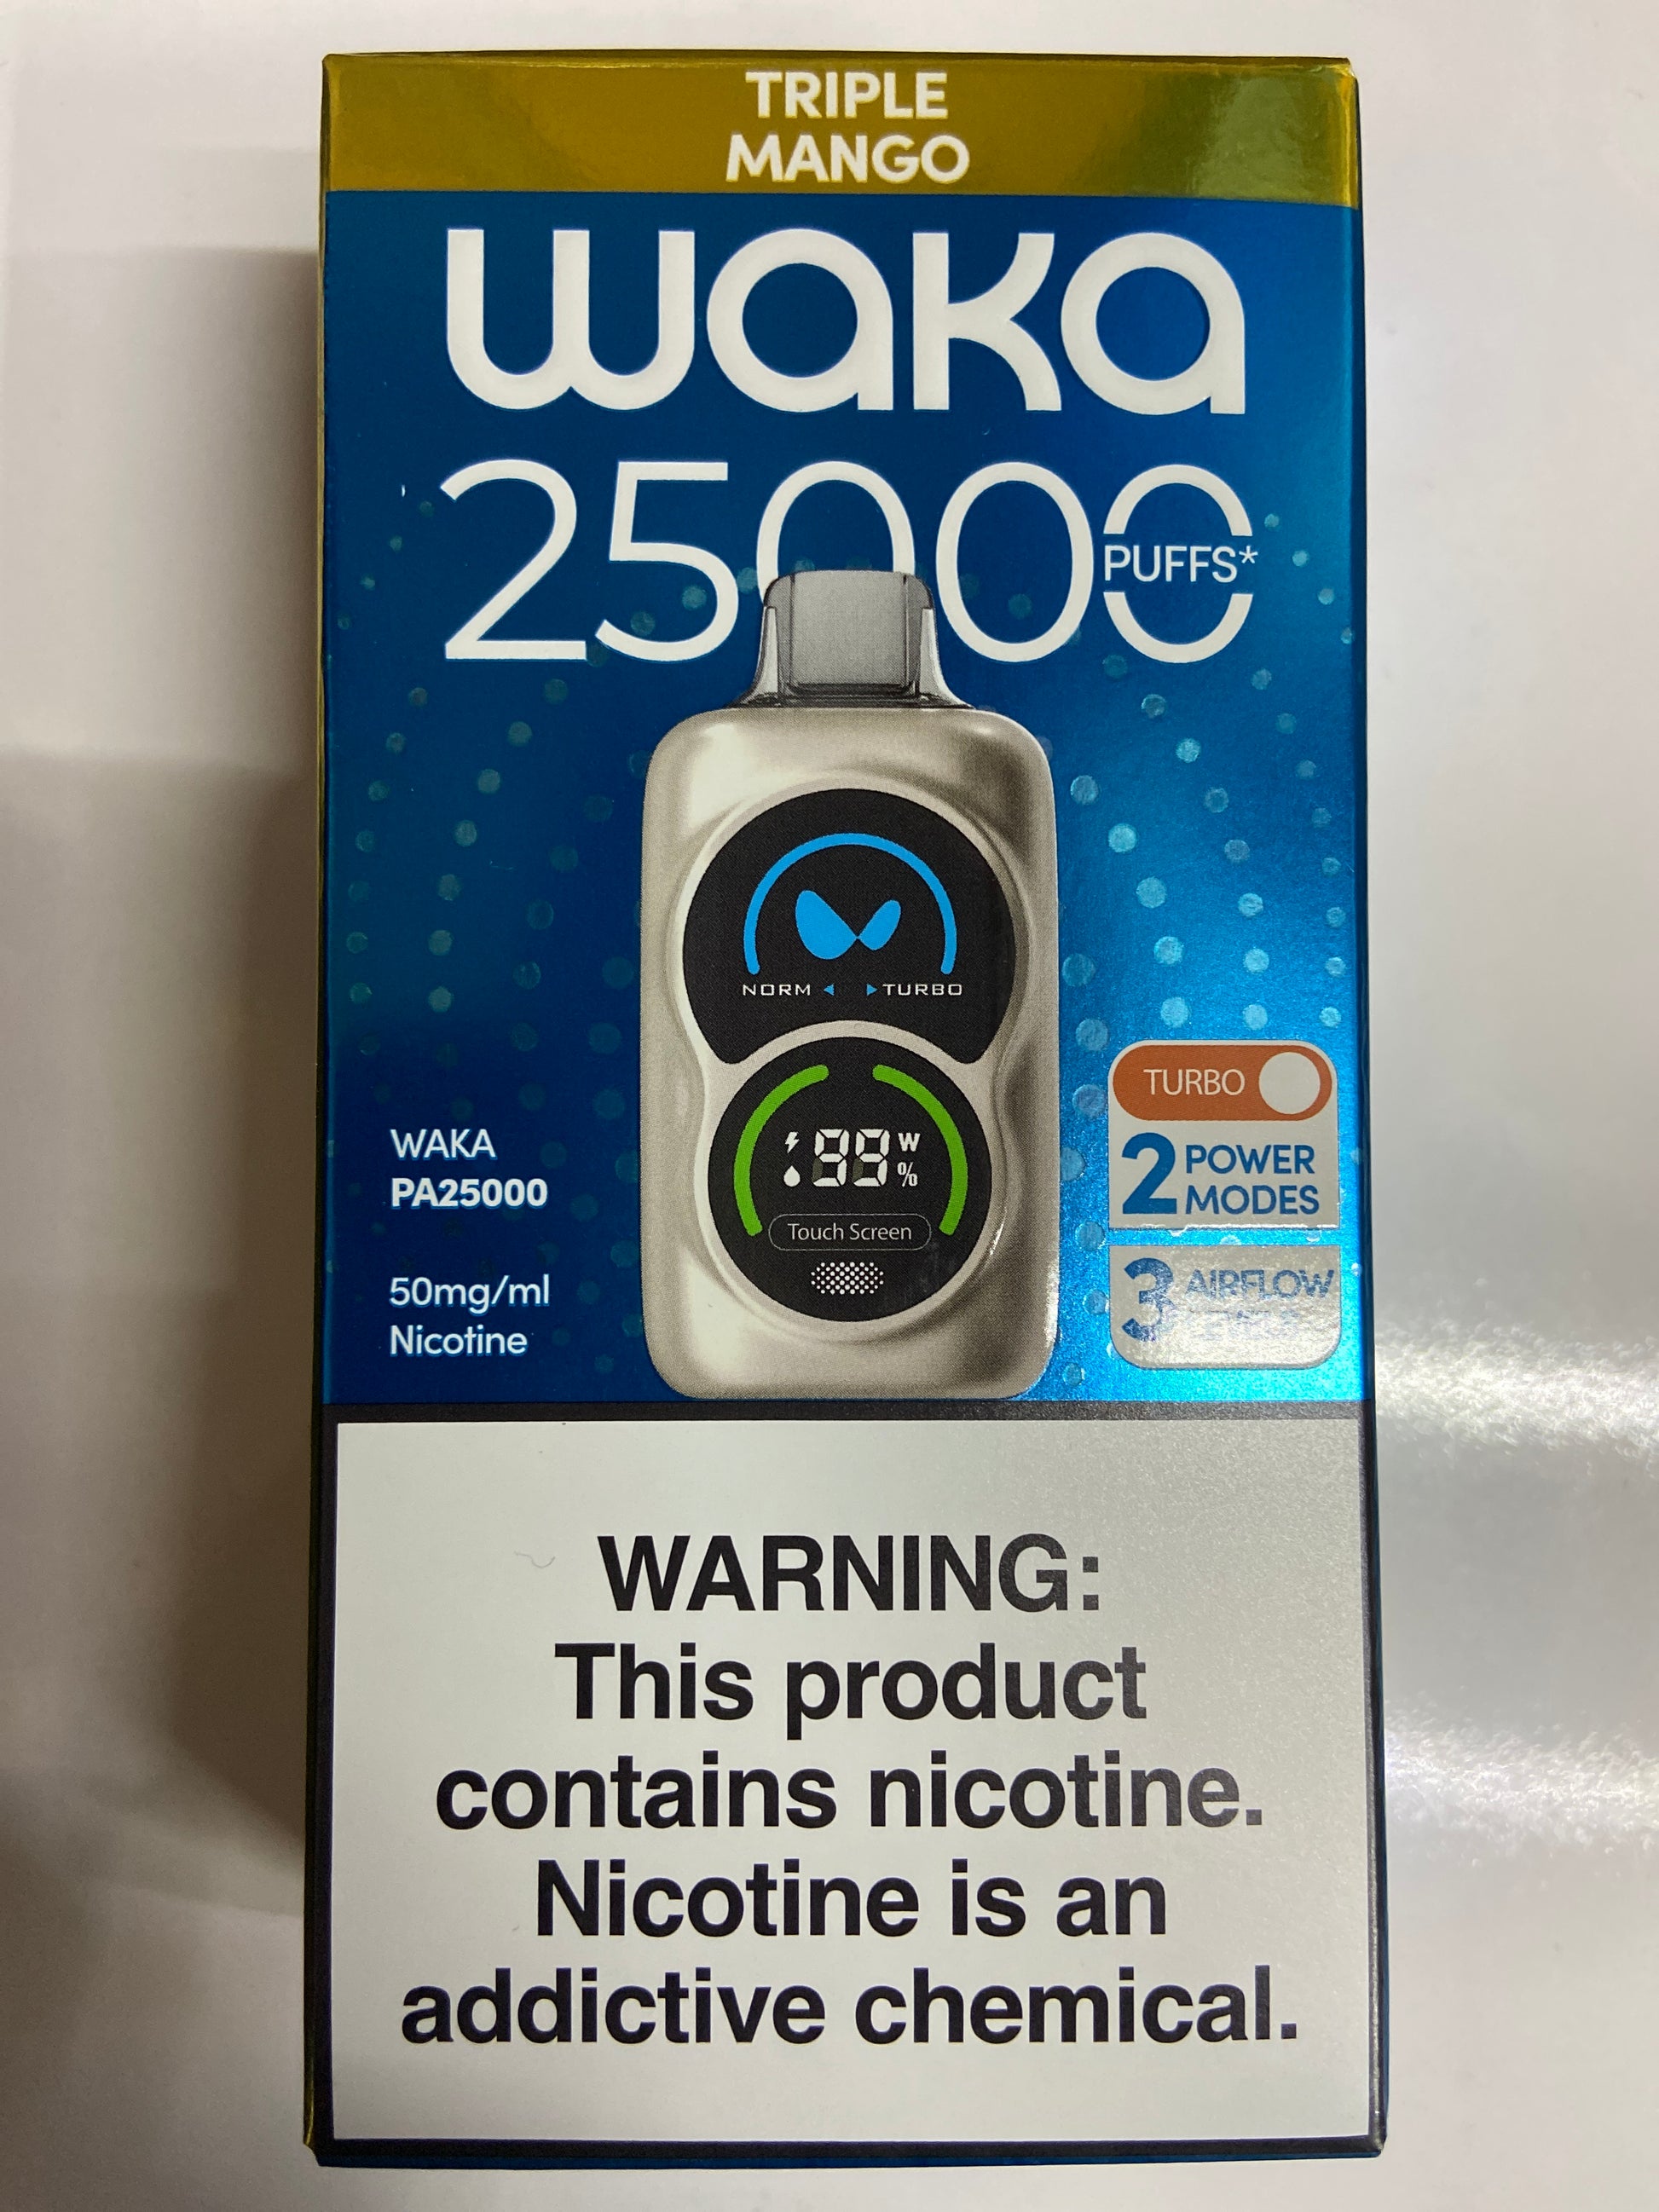 TRIPLE
MANGO
waka
25000
PUFFS*
NORM TURBO
99 W
%
Touch Screen
WAKA
PA25000
50mg/ml
Nicotine
TURBO
2 POWER
MODES
3 AIRFLOW
LEVELS
WARNING:
This product
contains nicotine.
Nicotine is an
addictive chemical.